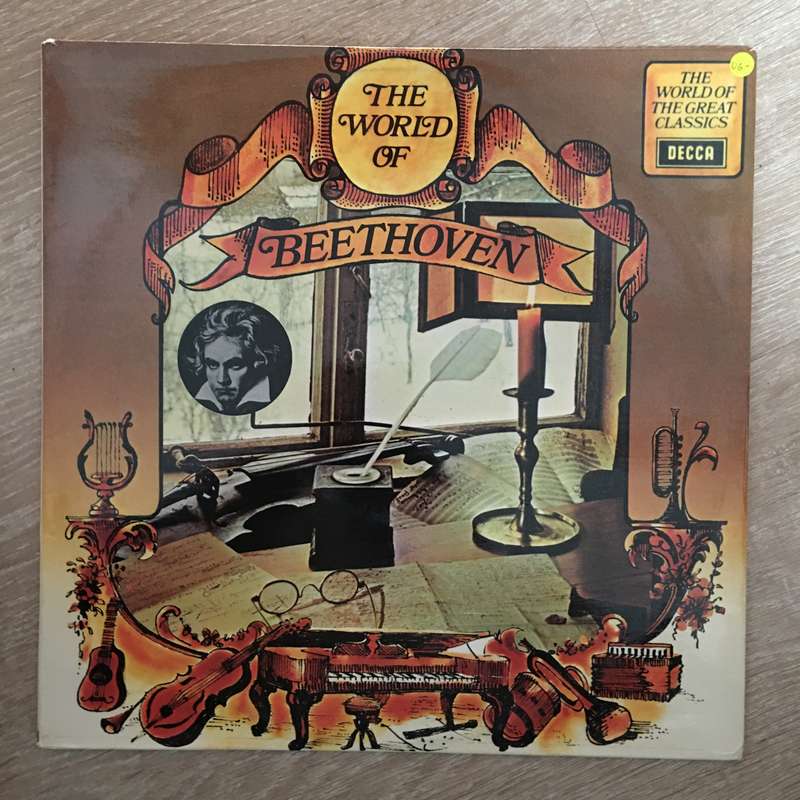 THE
WORLD
OF
BEETHOVEN
THE
WORLD OF
THE GREAT
CLASSICS
DECCA